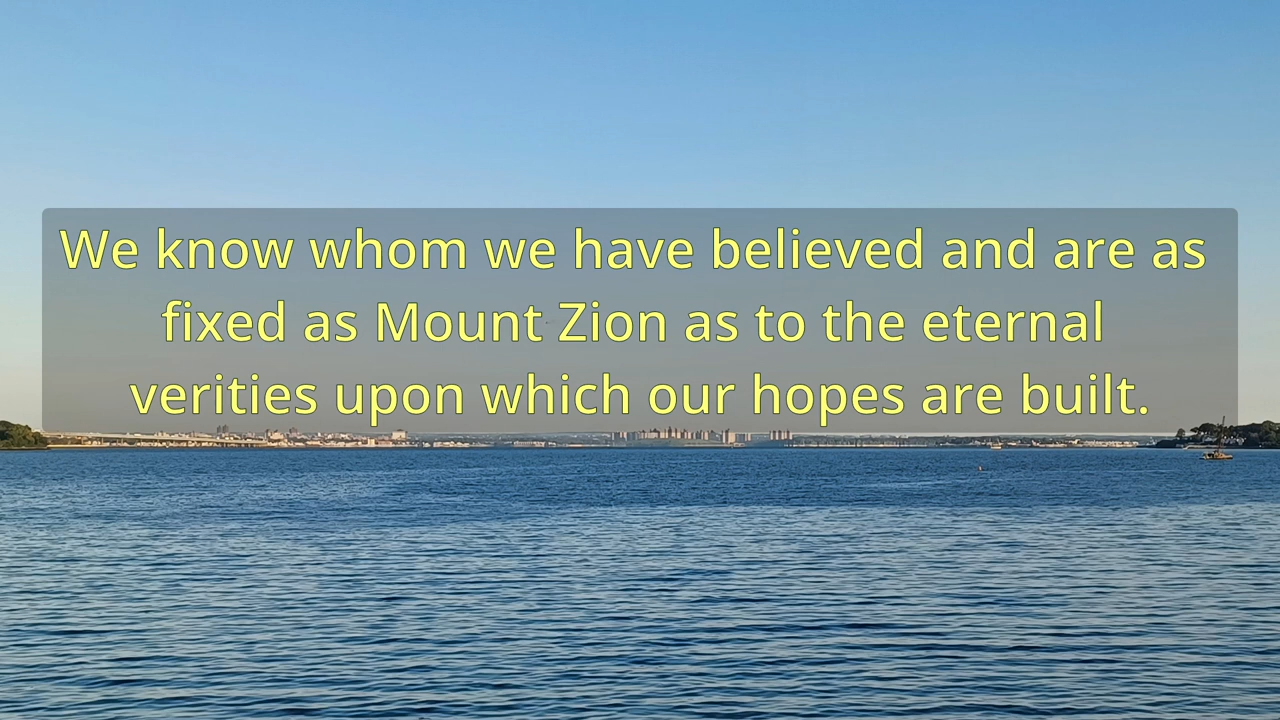 We know whom we have believed and are as
fixed as Mount Zion as to the eternal
verities upon which our hopes are built.